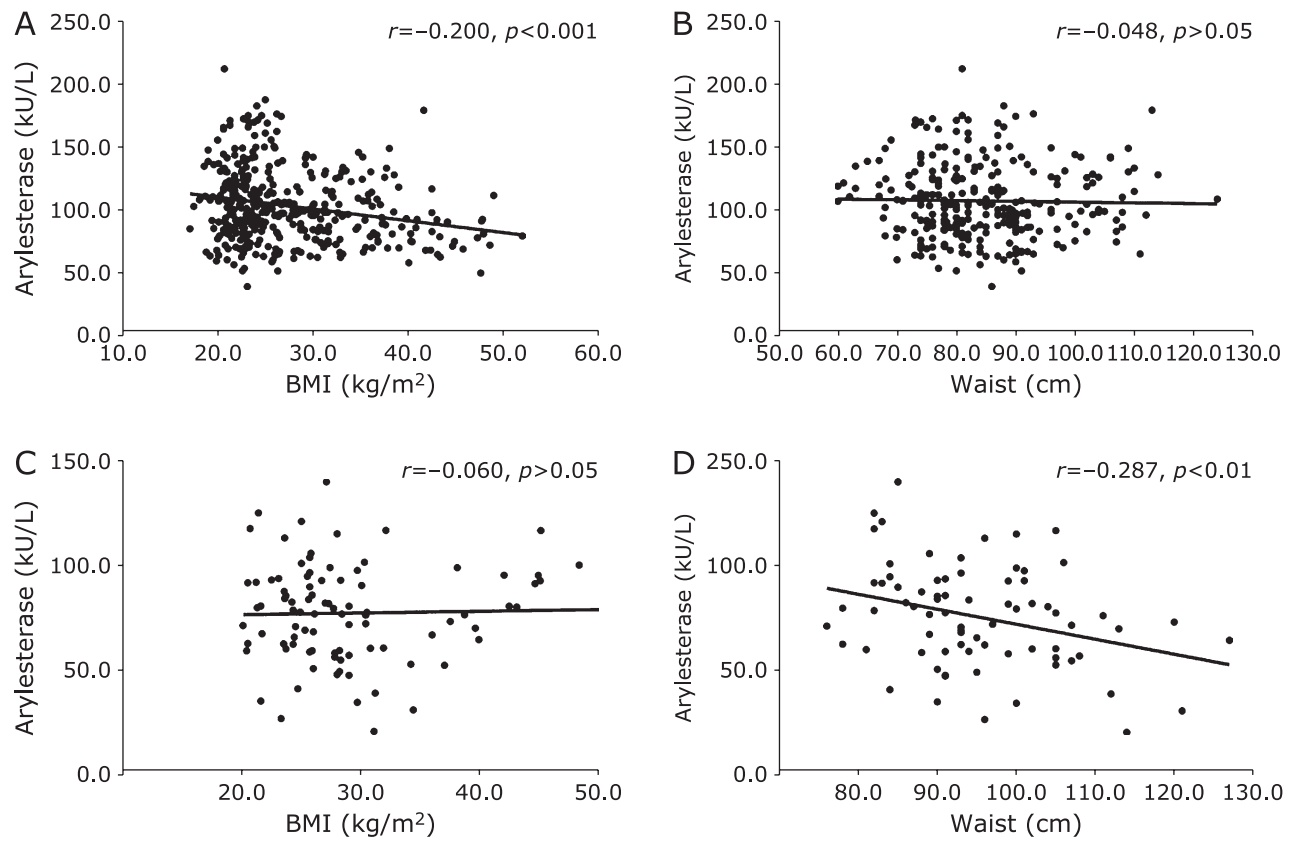 A
r=–0.200, p<0.001
Arylesterase (kU/L)
250.0
200.0
150.0
100.0
50.0
0.0
10.0 20.0 30.0 40.0 50.0 60.0
BMI (kg/m²)
B
r=–0.048, p>0.05
Arylesterase (kU/L)
250.0
200.0
150.0
100.0
50.0
0.0
50.0 60.0 70.0 80.0 90.0 100.0 110.0 120.0 130.0
Waist (cm)
C
r=–0.060, p>0.05
Arylesterase (kU/L)
150.0
100.0
50.0
0.0
20.0 30.0 40.0 50.0
BMI (kg/m²)
D
r=–0.287, p<0.01
Arylesterase (kU/L)
250.0
100.0
50.0
0.0
80.0 90.0 100.0 110.0 120.0 130.0
Waist (cm)